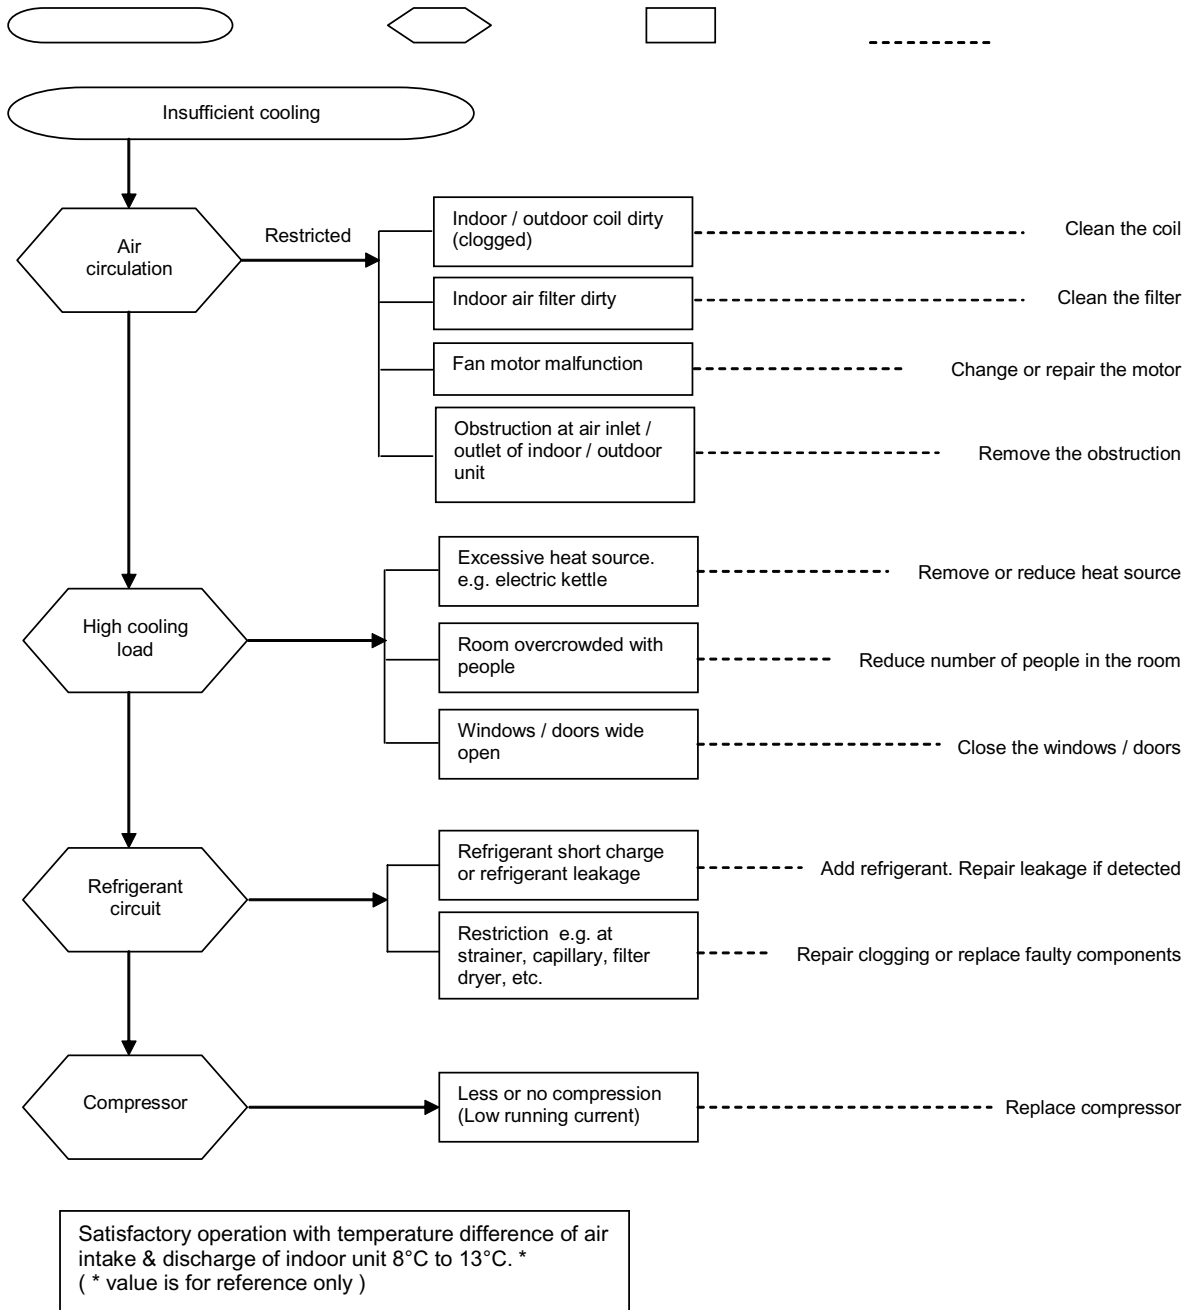 Insufficient cooling
Air
circulation
Restricted
Indoor / outdoor coil dirty
(clogged)
Clean the coil
Indoor air filter dirty
Clean the filter
Fan motor malfunction
Change or repair the motor
Obstruction at air inlet /
outlet of indoor / outdoor
unit
Remove the obstruction
High cooling
load
Excessive heat source.
e.g. electric kettle
Remove or reduce heat source
Room overcrowded with
people
Reduce number of people in the room
Windows / doors wide
open
Close the windows / doors
Refrigerant
circuit
Refrigerant short charge
or refrigerant leakage
Add refrigerant. Repair leakage if detected
Restriction e.g. at
strainer, capillary, filter
dryer, etc.
Repair clogging or replace faulty components
Compressor
Less or no compression
(Low running current)
Replace compressor
Satisfactory operation with temperature difference of air
intake & discharge of indoor unit 8°C to 13°C. *
( * value is for reference only )